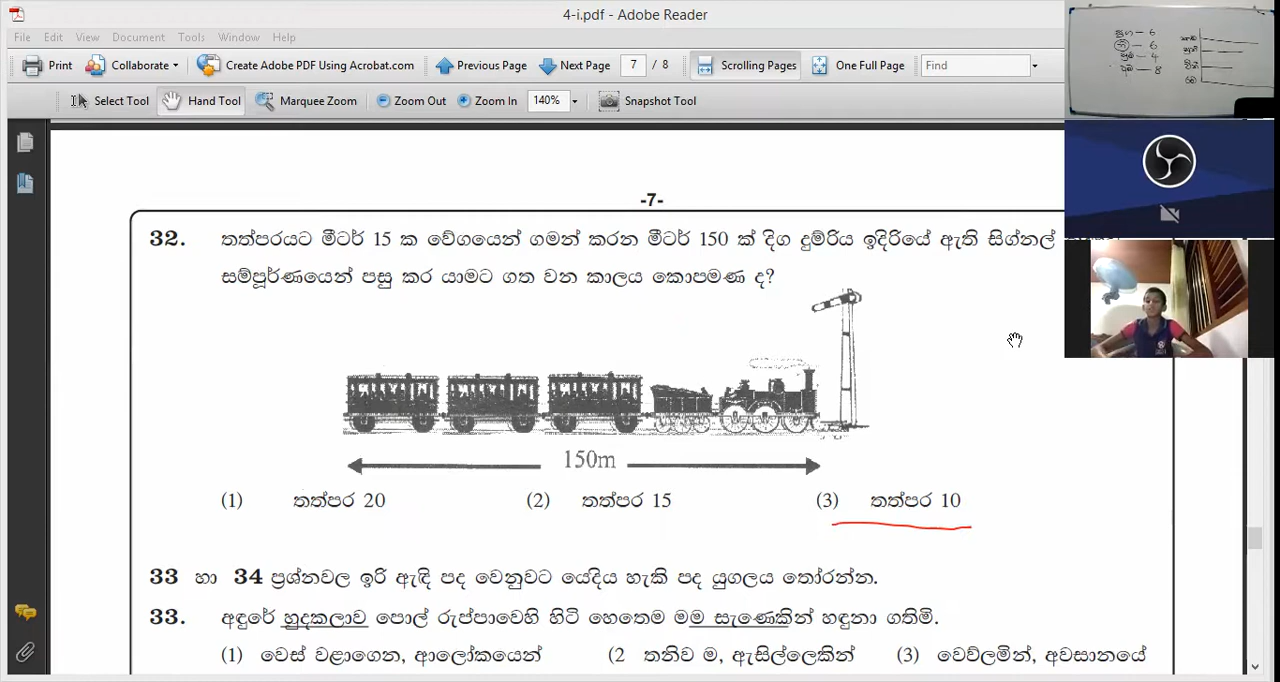 4-i.pdf - Adobe Reader
File Edit View Document Tools Window Help
Print Collaborate Create Adobe PDF Using Acrobat.com Previous Page Next Page 7 / 8 Scrolling Pages One Full Page Find
Select Tool Hand Tool Marquee Zoom Zoom Out Zoom In 140% Snapshot Tool
-7-
32. තත්පරයට මීටර් 15 ක වේගයෙන් ගමන් කරන මීටර් 150 ක් දිග දුම්රිය ඉදිරියේ ඇති සිග්නල්
සම්පූර්ණයෙන් පසු කර යාමට ගත වන කාලය කොපමණ ද?
150m
(1) තත්පර 20 (2) තත්පර 15 (3) තත්පර 10
33 හා 34 ප්‍රශ්නවල ඉරි ඇඳි පද වෙනුවට යෙදිය හැකි පද යුගලය තෝරන්න.
33. අඳුරේ හුදකලාව පොල් රුප්පාවෙහි හිටි හෙතෙම මම සැණෙකින් හඳුනා ගතිමි.
(1) වෙස් වළාගෙන, ආලෝකයෙන් (2 තනිව ම, ඇසිල්ලෙකින් (3) වෙව්ලමින්, අවසානයේ